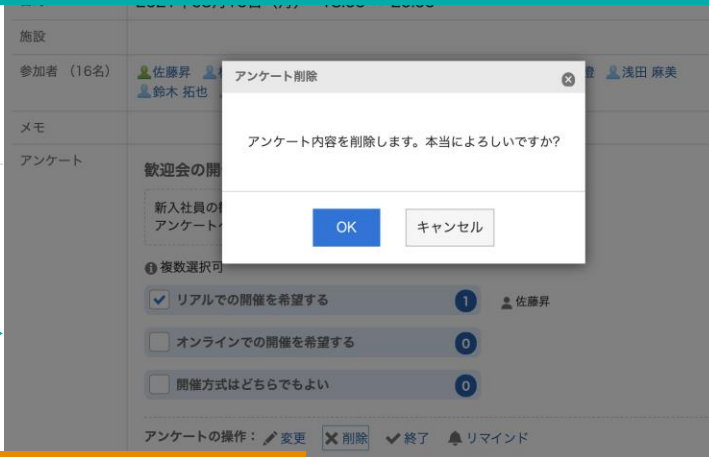 施設
参加者 （16名）
佐藤昇
浅田 麻美
鈴木 拓也
メモ
アンケート
アンケート削除
アンケート内容を削除します。本当によろしいですか?
OK
キャンセル
歓迎会の開
新入社員の
アンケート
複数選択可
リアルでの開催を希望する 1 佐藤昇
オンラインでの開催を希望する 0
開催方式はどちらでもよい 0
アンケートの操作： 変更 削除 終了 リマインド